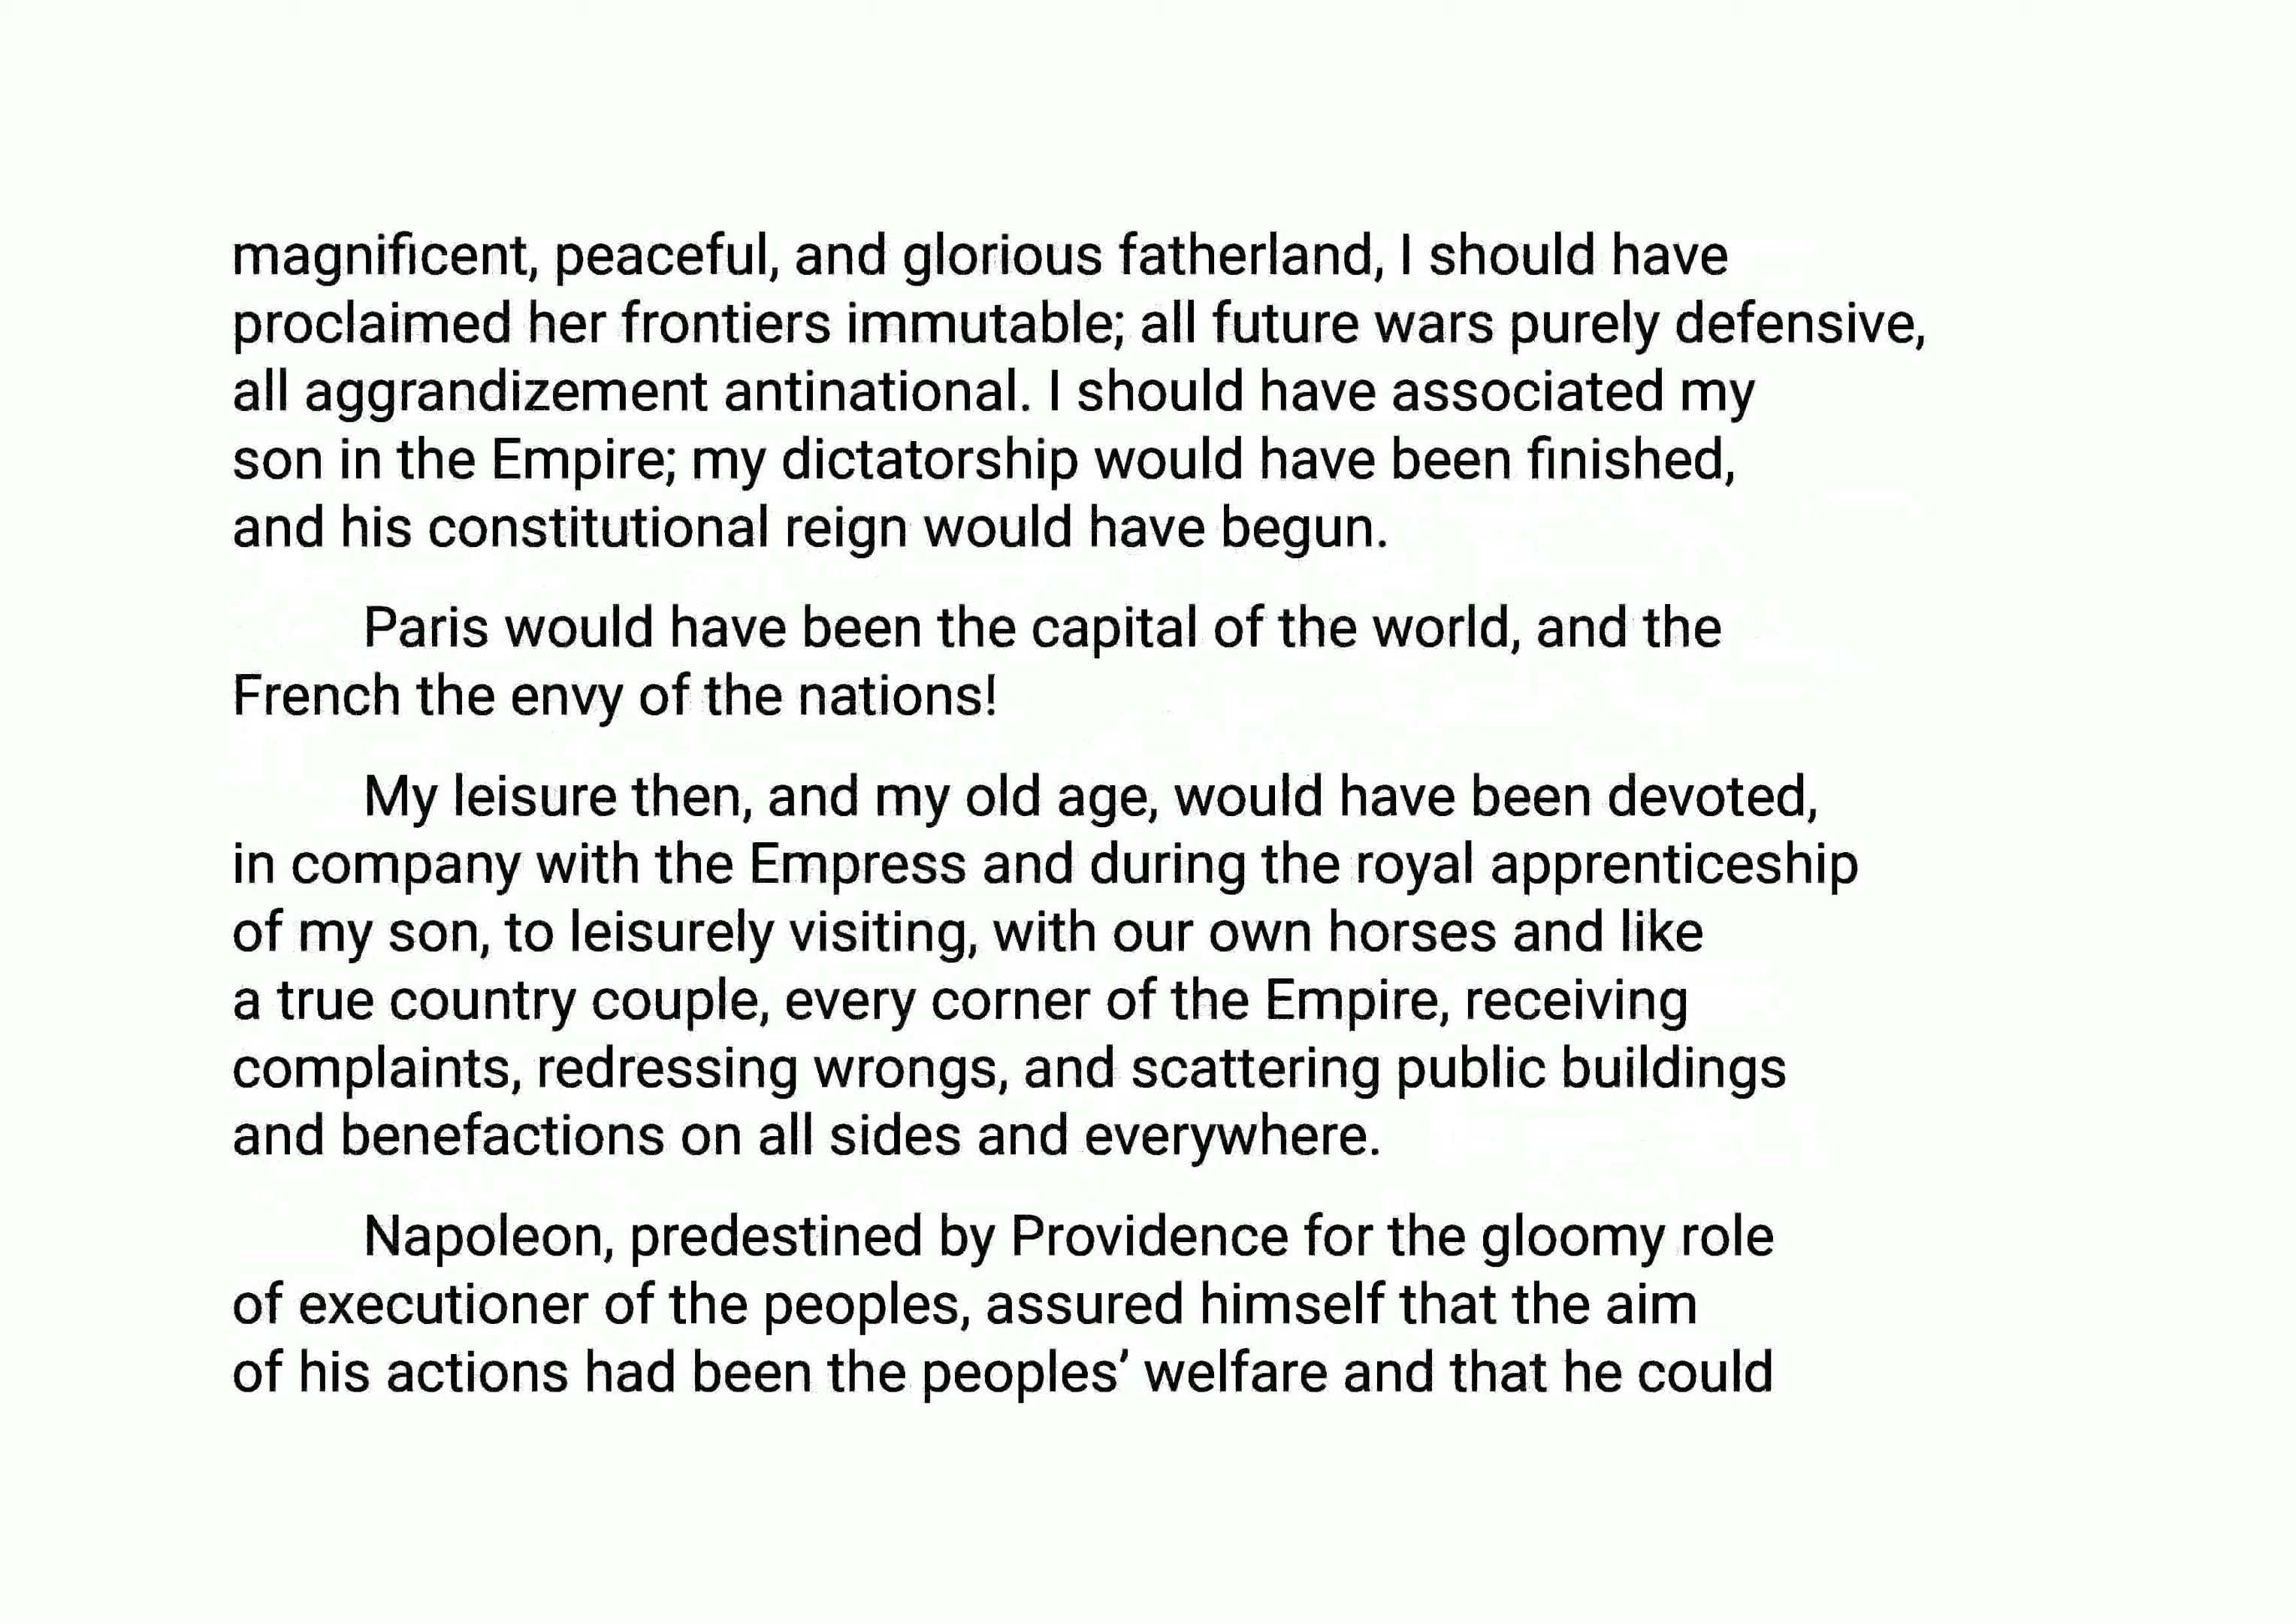 magnificent, peaceful, and glorious fatherland, I should have
proclaimed her frontiers immutable; all future wars purely defensive,
all aggrandizement antinational. I should have associated my
son in the Empire; my dictatorship would have been finished,
and his constitutional reign would have begun.
Paris would have been the capital of the world, and the
French the envy of the nations!
My leisure then, and my old age, would have been devoted,
in company with the Empress and during the royal apprenticeship
of my son, to leisurely visiting, with our own horses and like
a true country couple, every corner of the Empire, receiving
complaints, redressing wrongs, and scattering public buildings
and benefactions on all sides and everywhere.
Napoleon, predestined by Providence for the gloomy role
of executioner of the peoples, assured himself that the aim
of his actions had been the peoples’ welfare and that he could